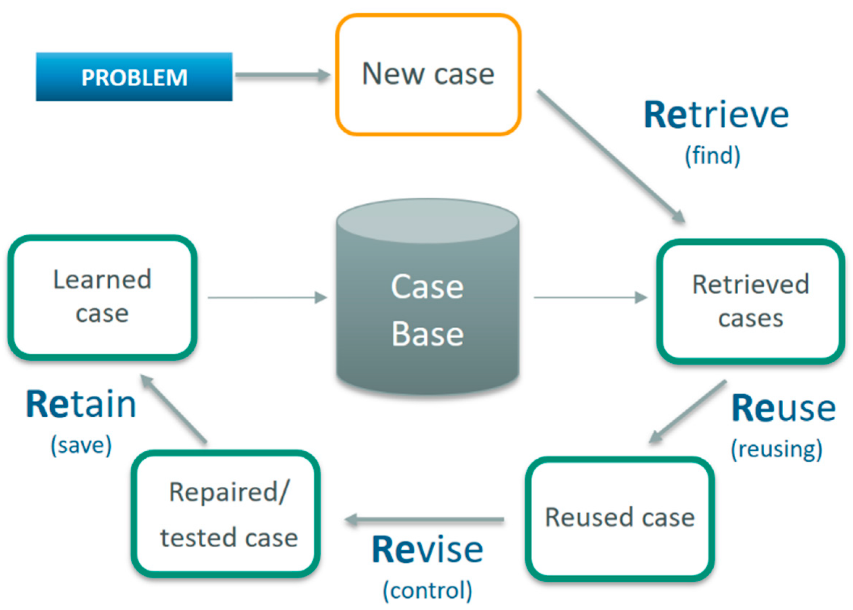 PROBLEM
New case
Retrieve
(find)
Learned
case
Case
Base
Retrieved
cases
Retain
(save)
Reuse
(reusing)
Repaired/
tested case
Reused case
Revise
(control)